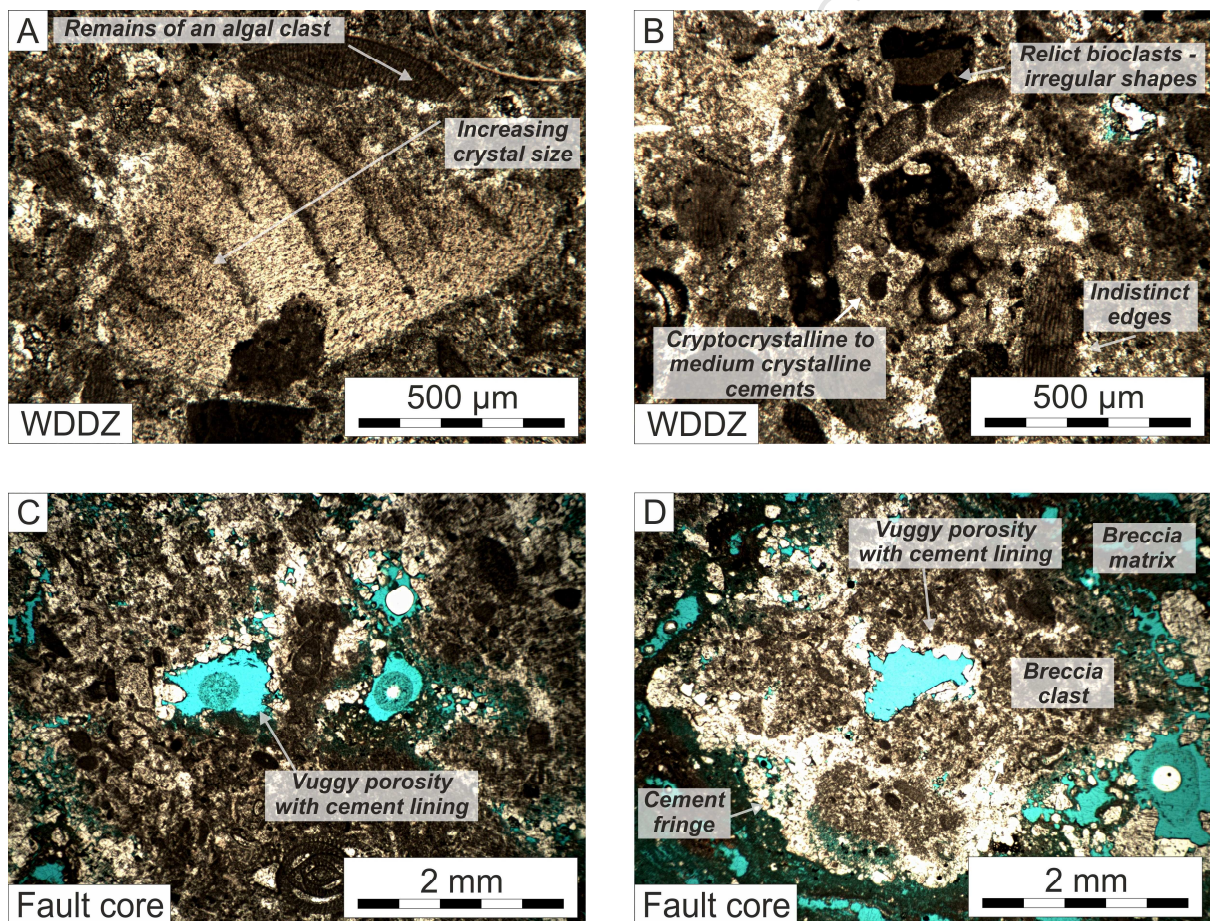 A
Remains of an algal clast
Increasing
crystal size
500 µm
WDDZ
B
Relict bioclasts -
irregular shapes
Indistinct
edges
Cryptocrystalline to
medium crystalline
cements
500 µm
WDDZ
C
Vuggy porosity
with cement lining
2 mm
Fault core
D
Vuggy porosity
with cement lining
Breccia
matrix
Breccia
clast
Cement
fringe
2 mm
Fault core